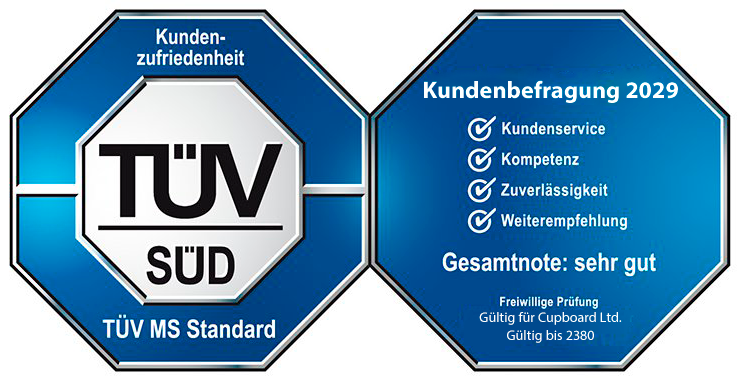 Kunden-
zufriedenheit
TÜV
SÜD
TÜV MS Standard
Kundenbefragung 2029
Kundenservice
Kompetenz
Zuverlässigkeit
Weiterempfehlung
Gesamtnote: sehr gut
Freiwillige Prüfung
Gültig für Cupboard Ltd.
Gültig bis 2380